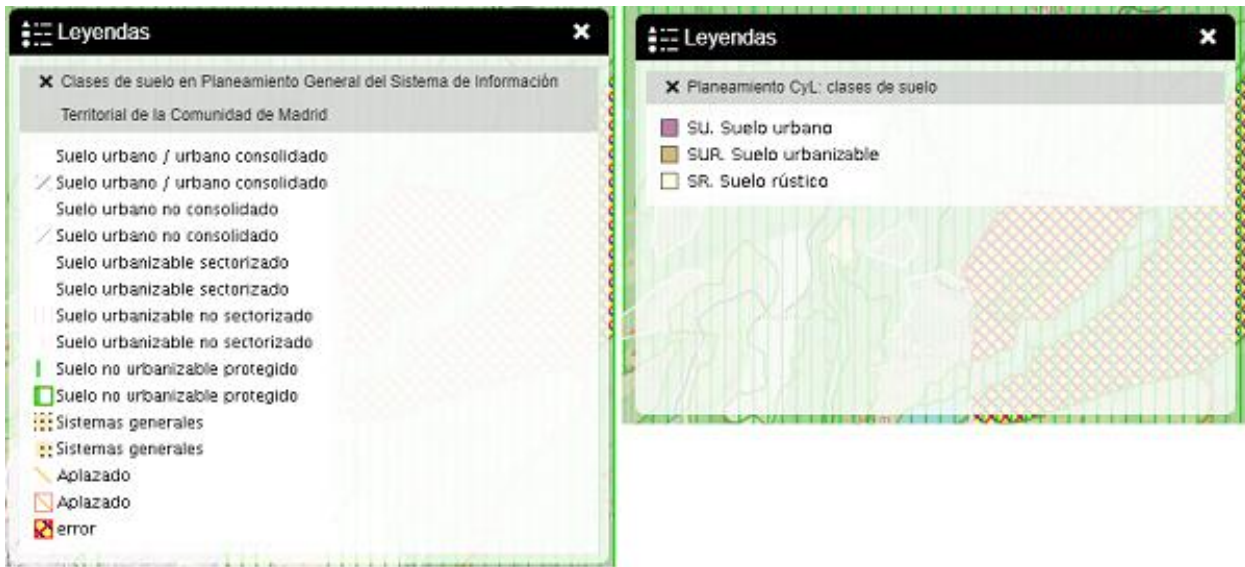 Leyendas
Clases de suelo en Planeamiento General del Sistema de Información
Territorial de la Comunidad de Madrid
Suelo urbano / urbano consolidado
Suelo urbano / urbano consolidado
Suelo urbano no consolidado
Suelo urbano no consolidado
Suelo urbanizable sectorizado
Suelo urbanizable sectorizado
Suelo urbanizable no sectorizado
Suelo urbanizable no sectorizado
Suelo no urbanizable protegido
Suelo no urbanizable protegido
Sistemas generales
Sistemas generales
Aplazado
Aplazado
error
Leyendas
Planeamiento CyL: clases de suelo
SU. Suelo urbano
SUR. Suelo urbanizable
SR. Suelo rústico